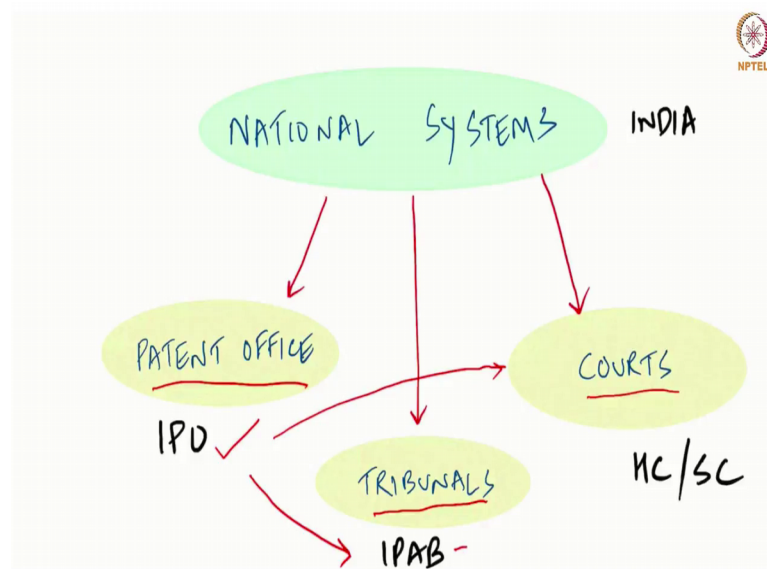 NPTEL
NATIONAL SYSTEMS
INDIA
PATENT OFFICE
COURTS
IPO
HC/SC
TRIBUNALS
IPAB -